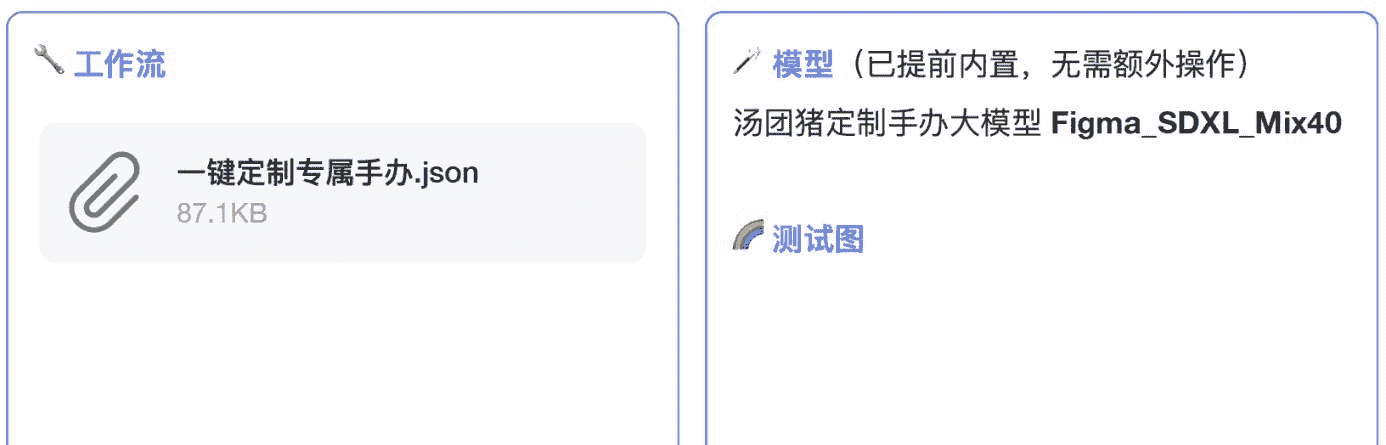 🔧 工作流
一键定制专属手办.json
87.1KB
🪄 模型（已提前内置，无需额外操作）
汤团猪定制手办大模型 Figma_SDXL_Mix40
🌈 测试图